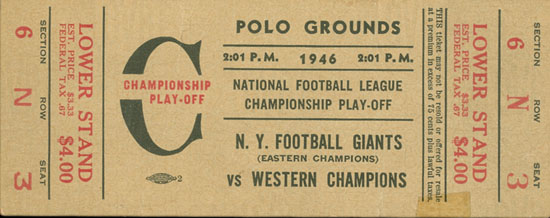 SECTION ROW SEAT
6 N 3
LOWER STAND
EST. PRICE $3.33
FEDERAL TAX .67
$4.00
C
CHAMPIONSHIP
PLAY-OFF
2
POLO GROUNDS
2:01 P.M. 1946 2:01 P.M.
NATIONAL FOOTBALL LEAGUE
CHAMPIONSHIP PLAY-OFF
N. Y. FOOTBALL GIANTS
(EASTERN CHAMPIONS)
vs WESTERN CHAMPIONS
THIS ticket may not be resold or offered for resale
at a premium in excess of 75 cents plus lawful taxes.
LOWER STAND
EST. PRICE $3.33
FEDERAL TAX .67
$4.00
SECTION ROW SEAT
6 N 3